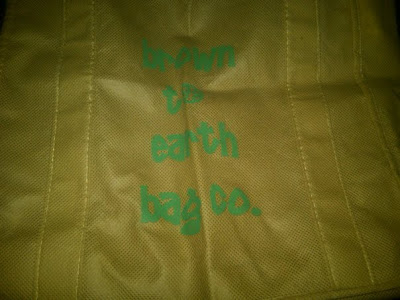 brown
to
earth
bag co.